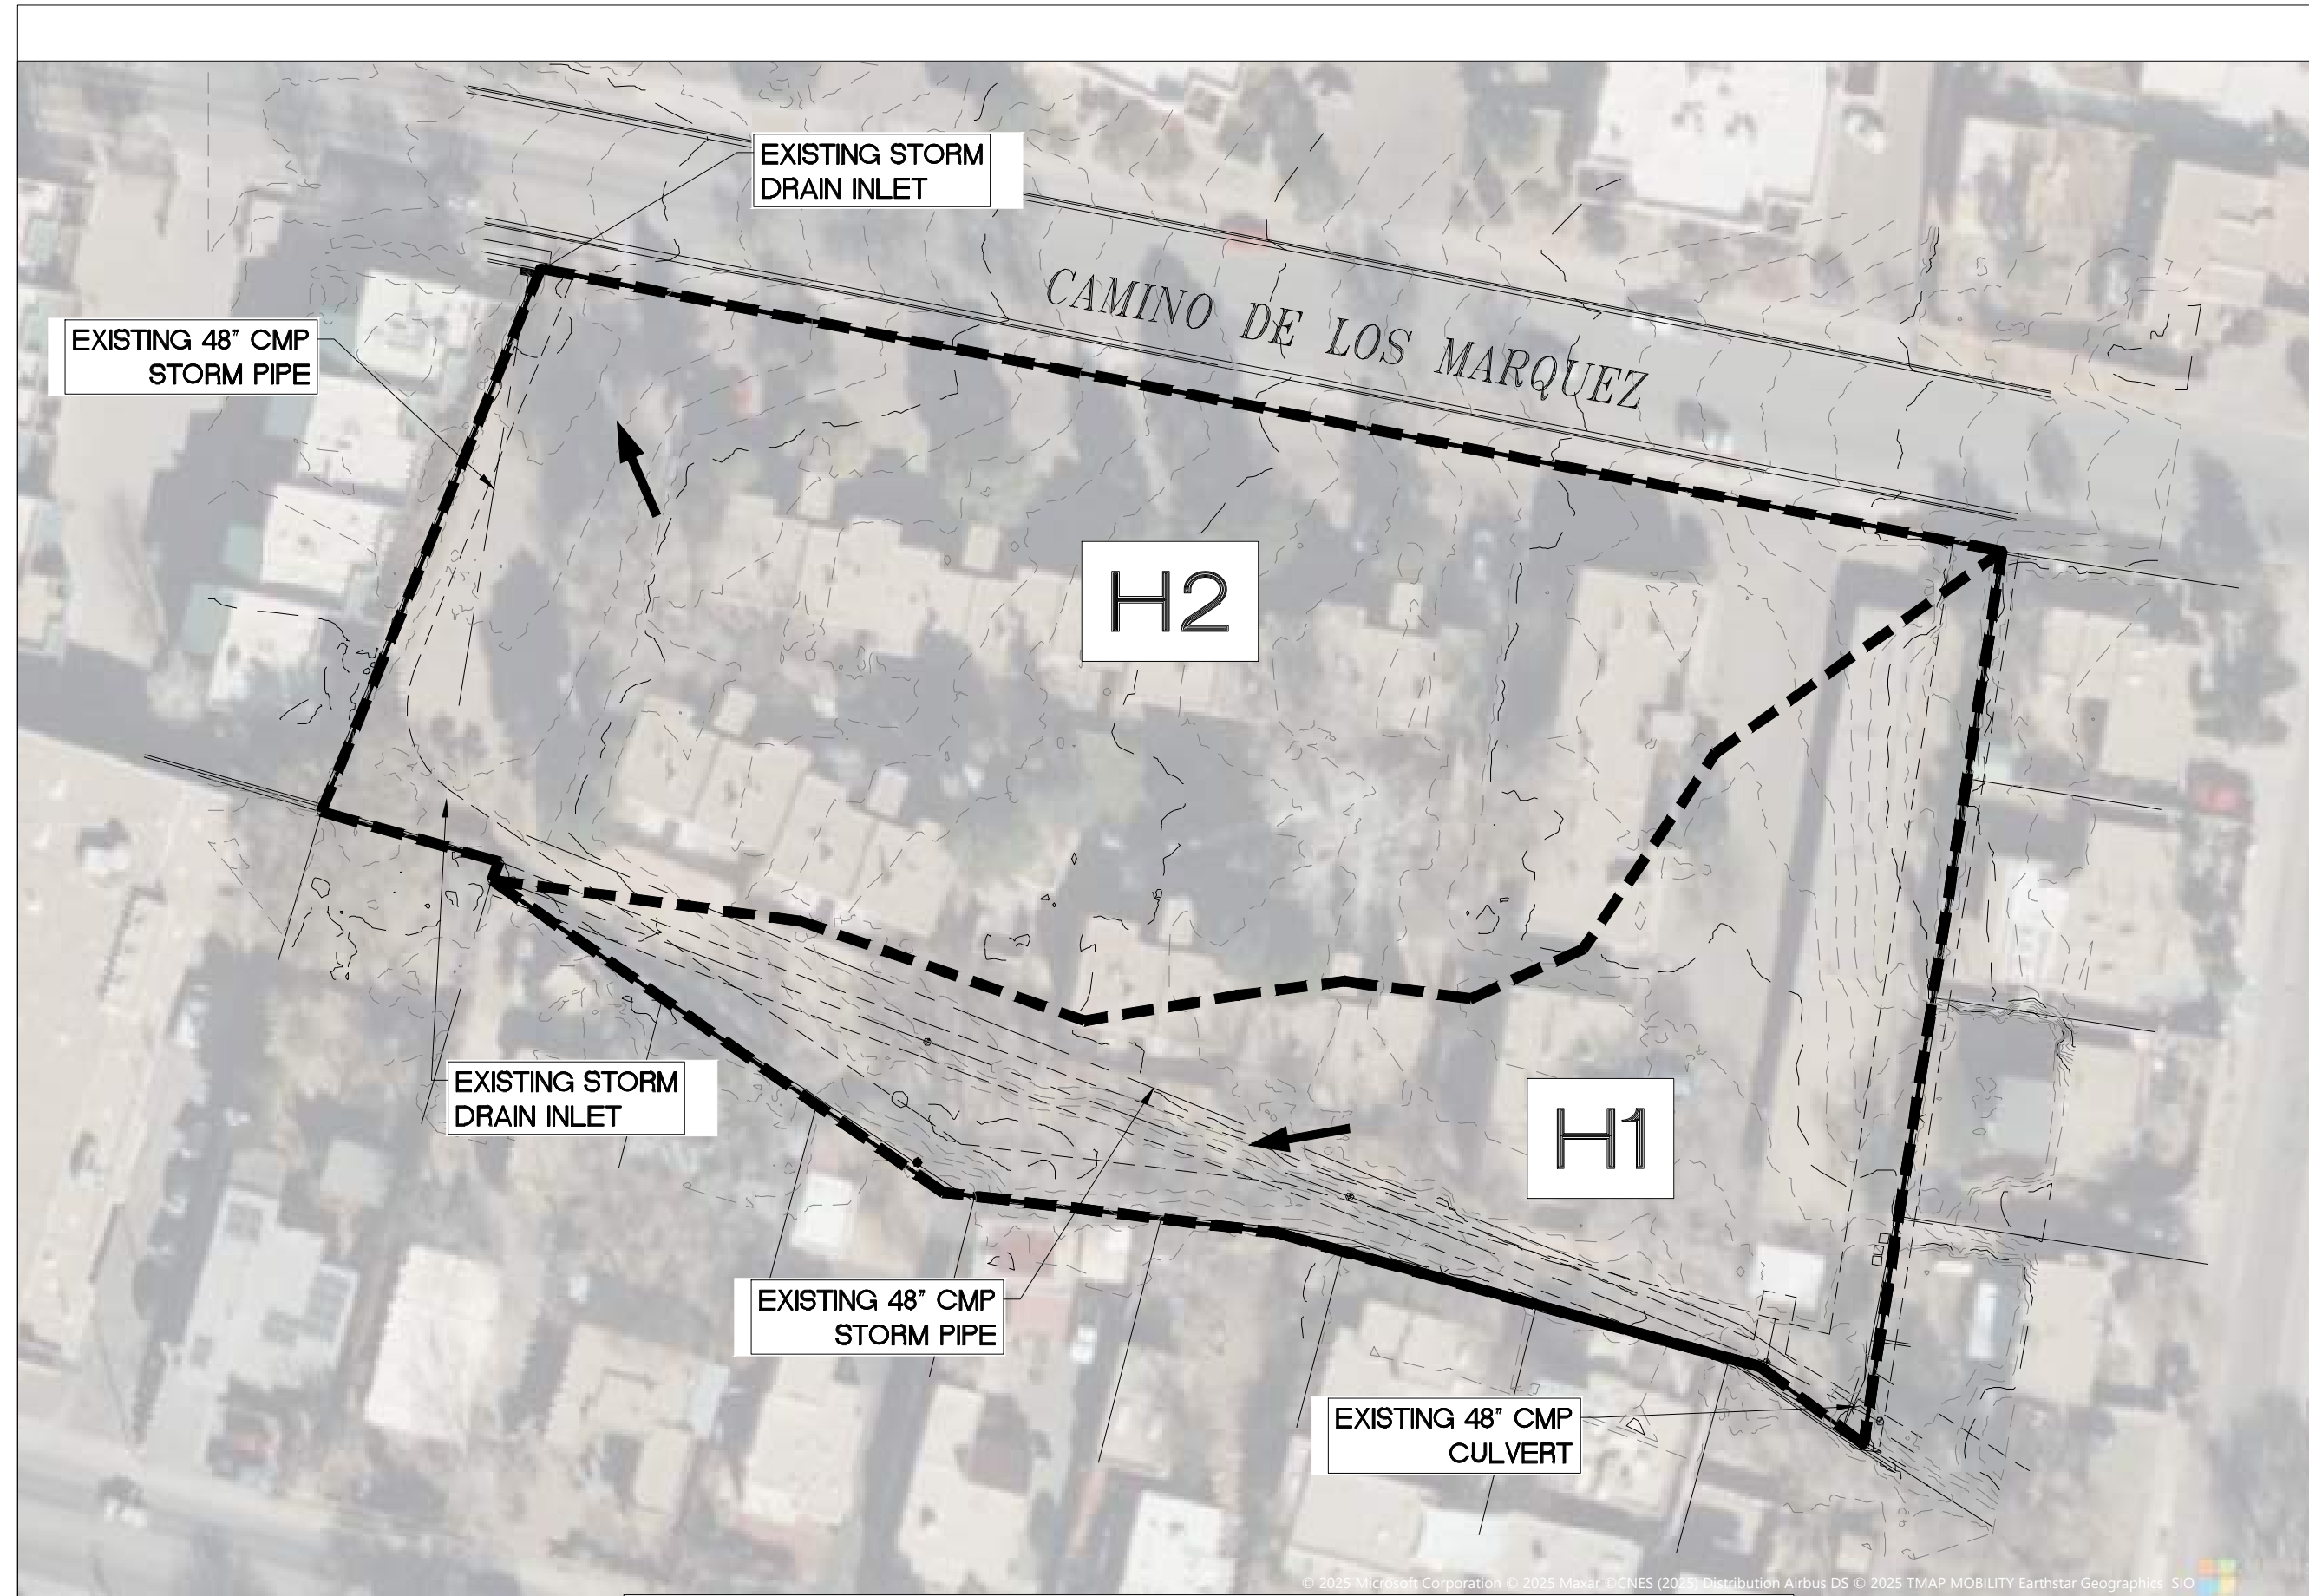 EXISTING STORM
DRAIN INLET
CAMINO DE LOS MARQUEZ
EXISTING 48" CMP
STORM PIPE
H2
EXISTING STORM
DRAIN INLET
H1
EXISTING 48" CMP
STORM PIPE
EXISTING 48" CMP
CULVERT
© 2025 Microsoft Corporation © 2025 Maxar ©CNES (2025) Distribution Airbus DS © 2025 TMAP MOBILITY Earthstar Geographics SIO